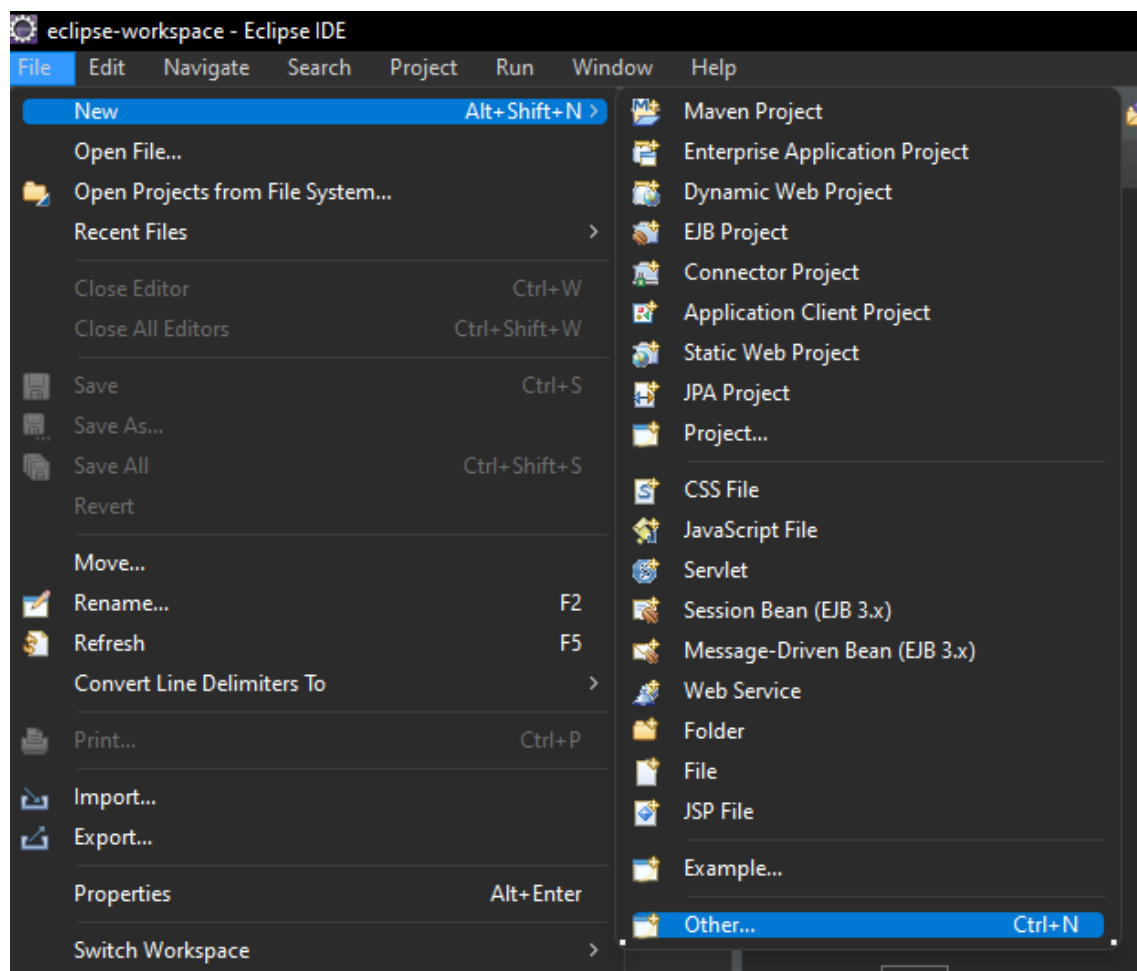 eclipse-workspace - Eclipse IDE
File Edit Navigate Search Project Run Window Help
New Alt+Shift+N >
Open File...
Open Projects from File System...
Recent Files >
Close Editor Ctrl+W
Close All Editors Ctrl+Shift+W
Save Ctrl+S
Save As...
Save All Ctrl+Shift+S
Revert
Move...
Rename... F2
Refresh F5
Convert Line Delimiters To >
Print... Ctrl+P
Import...
Export...
Properties Alt+Enter
Switch Workspace >
Maven Project
Enterprise Application Project
Dynamic Web Project
EJB Project
Connector Project
Application Client Project
Static Web Project
JPA Project
Project...
CSS File
JavaScript File
Servlet
Session Bean (EJB 3.x)
Message-Driven Bean (EJB 3.x)
Web Service
Folder
File
JSP File
Example...
Other... Ctrl+N